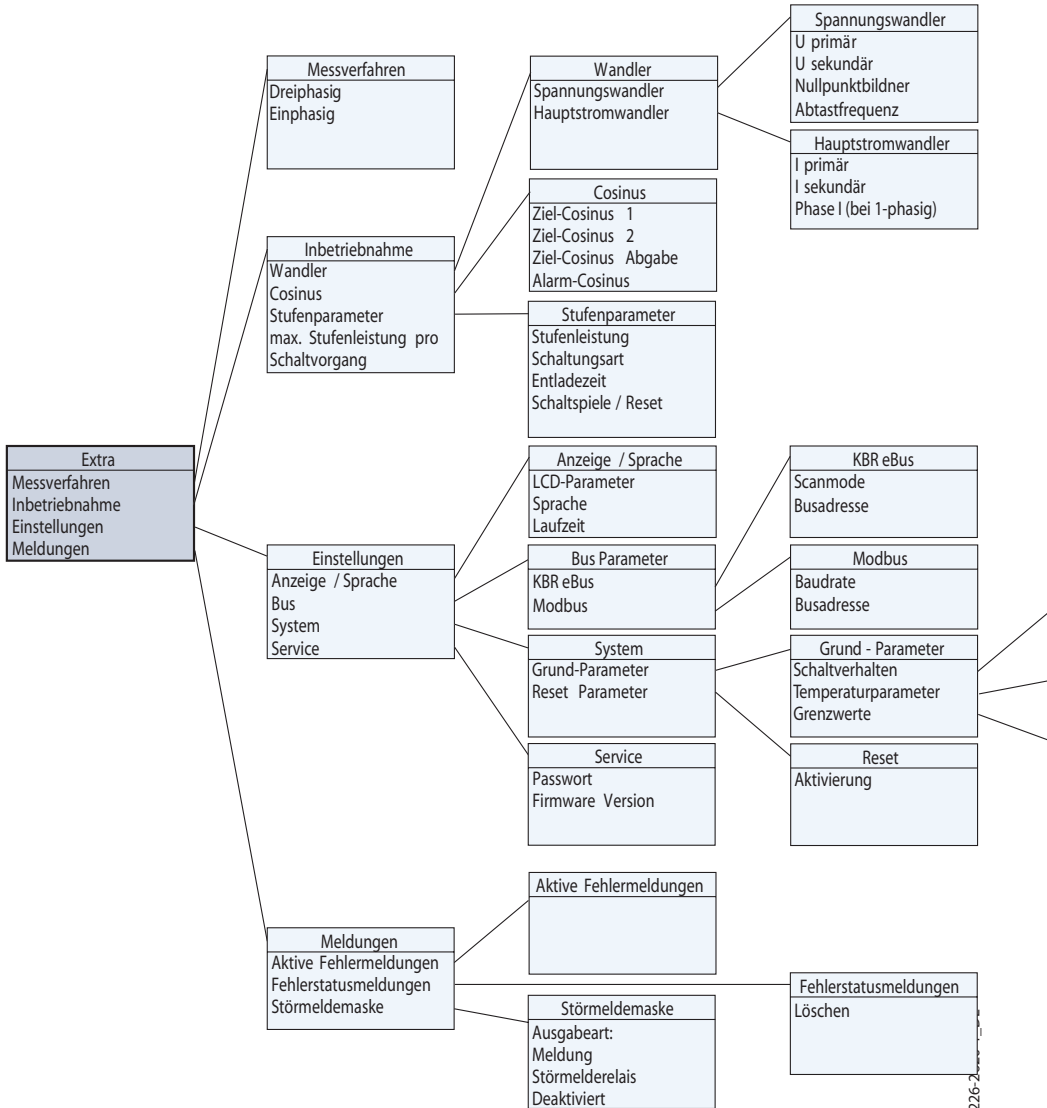 Extra
Messverfahren
Inbetriebnahme
Einstellungen
Meldungen
Messverfahren
Dreiphasig
Einphasig
Inbetriebnahme
Wandler
Cosinus
Stufenparameter
max. Stufenleistung pro
Schaltvorgang
Einstellungen
Anzeige / Sprache
Bus
System
Service
Meldungen
Aktive Fehlermeldungen
Fehlerstatusmeldungen
Störmeldemaske
Wandler
Spannungswandler
Hauptstromwandler
Cosinus
Ziel-Cosinus 1
Ziel-Cosinus 2
Ziel-Cosinus Abgabe
Alarm-Cosinus
Stufenparameter
Stufenleistung
Schaltungsart
Entladezeit
Schaltspiele / Reset
Anzeige / Sprache
LCD-Parameter
Sprache
Laufzeit
Bus Parameter
KBR eBus
Modbus
System
Grund-Parameter
Reset Parameter
Service
Passwort
Firmware Version
Aktive Fehlermeldungen
Störmeldemaske
Ausgabeart:
Meldung
Störmelderelais
Deaktiviert
Spannungswandler
U primär
U sekundär
Nullpunktbildner
Abtastfrequenz
Hauptstromwandler
I primär
I sekundär
Phase I (bei 1-phasig)
KBR eBus
Scanmode
Busadresse
Modbus
Baudrate
Busadresse
Grund - Parameter
Schaltverhalten
Temperaturparameter
Grenzwerte
Reset
Aktivierung
Fehlerstatusmeldungen
Löschen